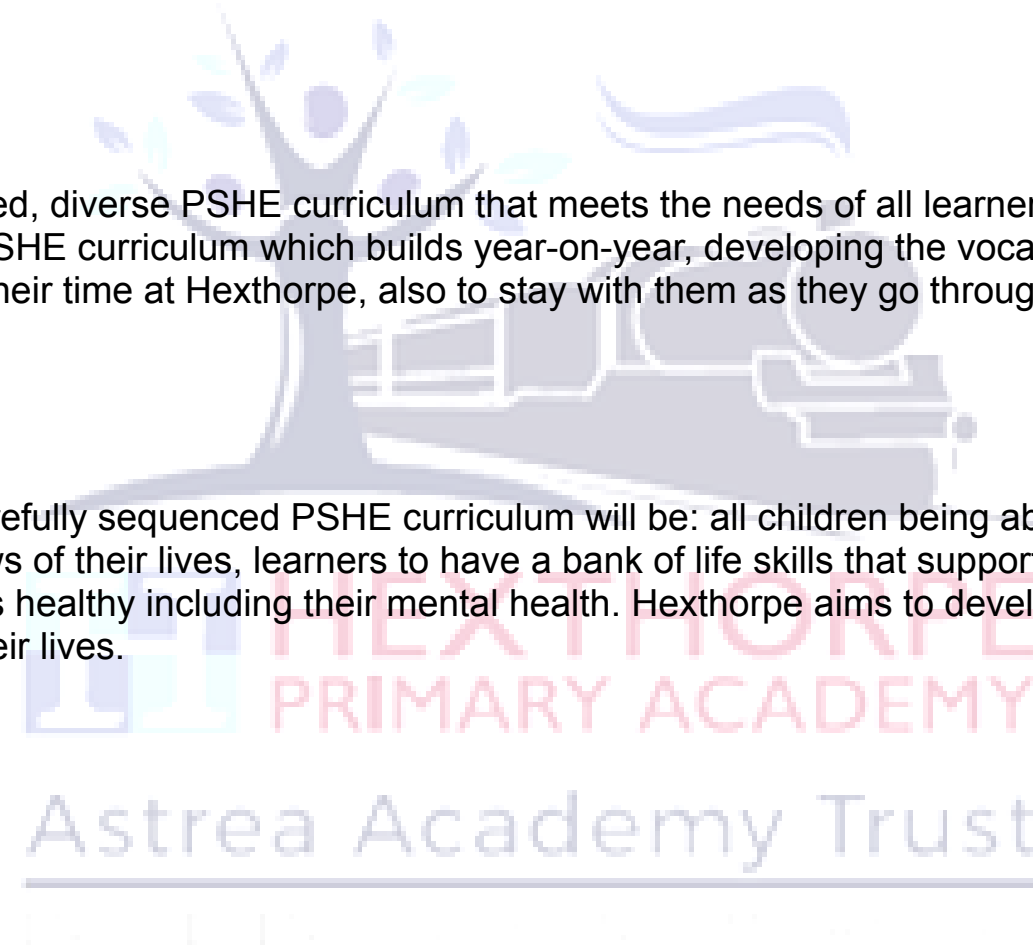 ed, diverse PSHE curriculum that meets the needs of all learner
SHE curriculum which builds year-on-year, developing the voca
heir time at Hexthorpe, also to stay with them as they go throug
refully sequenced PSHE curriculum will be: all children being ab
s of their lives, learners to have a bank of life skills that support
s healthy including their mental health. Hexthorpe aims to devel
eir lives.
HEXTHORPE
PRIMARY ACADEMY
Astrea Academy Trust